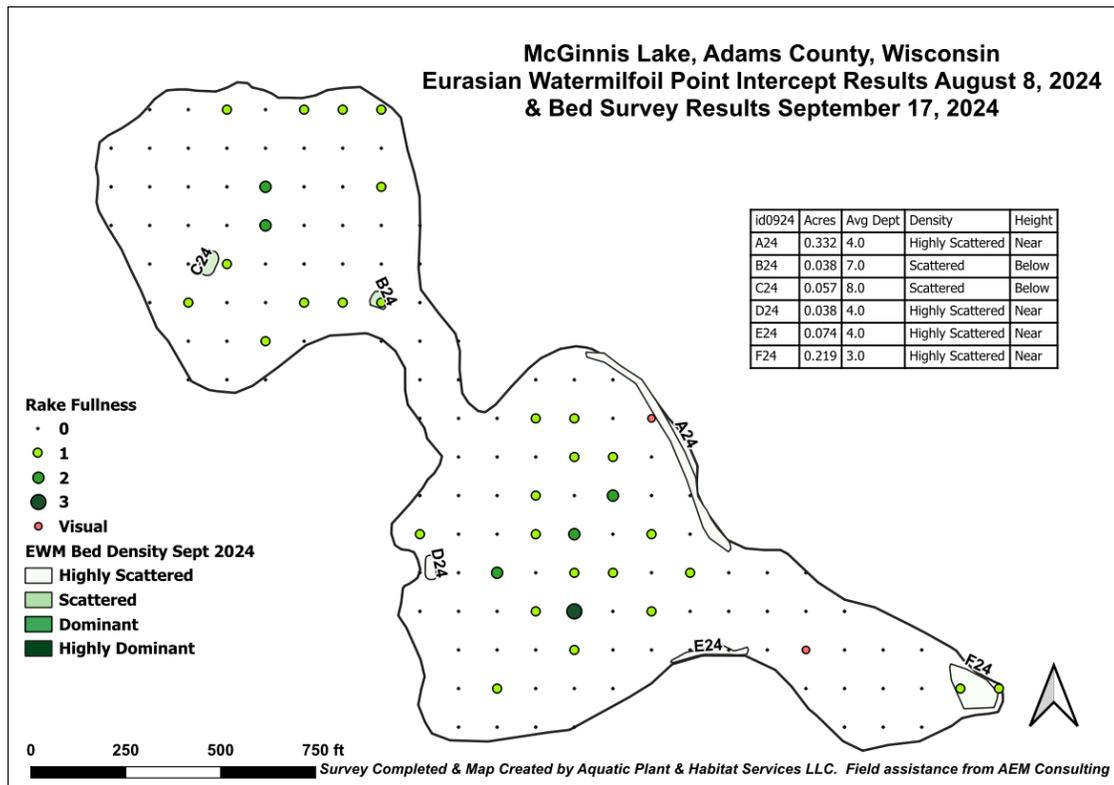 McGinnis Lake, Adams County, Wisconsin
Eurasian Watermilfoil Point Intercept Results August 8, 2024
& Bed Survey Results September 17, 2024
id0924 Acres Avg Dept Density Height
A24 0.332 4.0 Highly Scattered Near
B24 0.038 7.0 Scattered Below
C24 0.057 8.0 Scattered Below
D24 0.038 4.0 Highly Scattered Near
E24 0.074 4.0 Highly Scattered Near
F24 0.219 3.0 Highly Scattered Near
C24
B24
A24
D24
E24
F24
Rake Fullness
0
1
2
3
Visual
EWM Bed Density Sept 2024
Highly Scattered
Scattered
Dominant
Highly Dominant
0 250 500 750 ft
Survey Completed & Map Created by Aquatic Plant & Habitat Services LLC. Field assistance from AEM Consulting